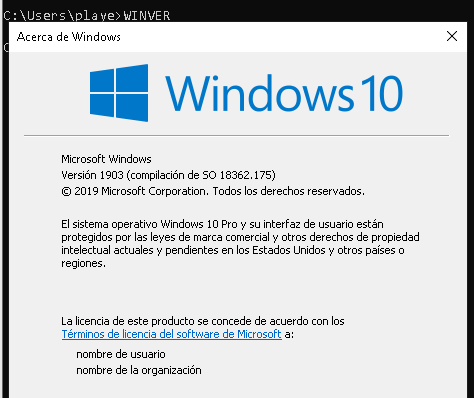 C:\Users\playe>WINVER
Acerca de Windows
Windows 10
Microsoft Windows
Versión 1903 (compilación de SO 18362.175)
© 2019 Microsoft Corporation. Todos los derechos reservados.
El sistema operativo Windows 10 Pro y su interfaz de usuario están
protegidos por las leyes de marca comercial y otros derechos de propiedad
intelectual actuales y pendientes en los Estados Unidos y otros países o
regiones.
La licencia de este producto se concede de acuerdo con los
Términos de licencia del software de Microsoft a:
nombre de usuario
nombre de la organización